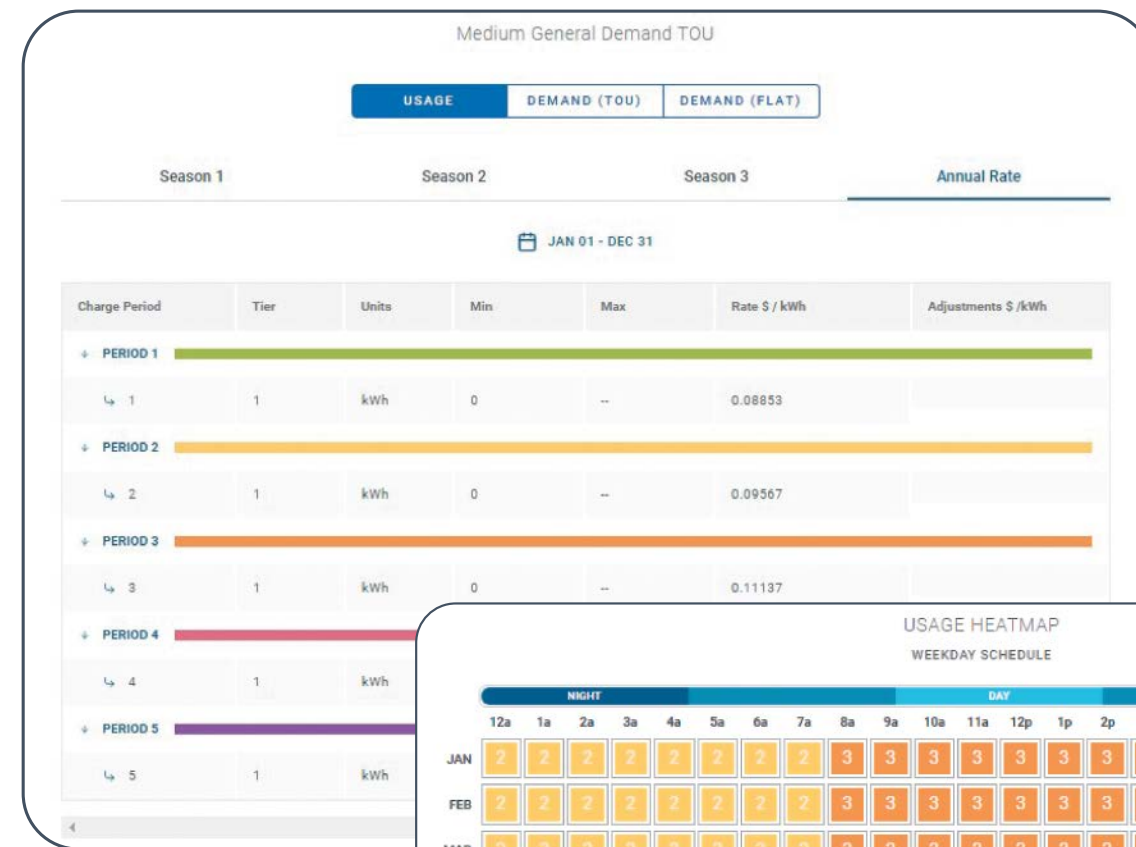 Medium General Demand TOU
USAGE DEMAND (TOU) DEMAND (FLAT)
Season 1 Season 2 Season 3 Annual Rate
JAN 01 - DEC 31
Charge Period Tier Units Min Max Rate $ / kWh Adjustments $ /kWh
PERIOD 1
1 1 kWh 0 -- 0.08853
PERIOD 2
2 1 kWh 0 -- 0.09567
PERIOD 3
3 1 kWh 0 -- 0.11137
PERIOD 4
4 1 kWh
PERIOD 5
5 1 kWh
USAGE HEATMAP
WEEKDAY SCHEDULE
NIGHT DAY
12a 1a 2a 3a 4a 5a 6a 7a 8a 9a 10a 11a 12p 1p 2p
JAN 2 2 2 2 2 2 2 2 3 3 3 3 3 3 3
FEB 2 2 2 2 2 2 2 2 3 3 3 3 3 3 3